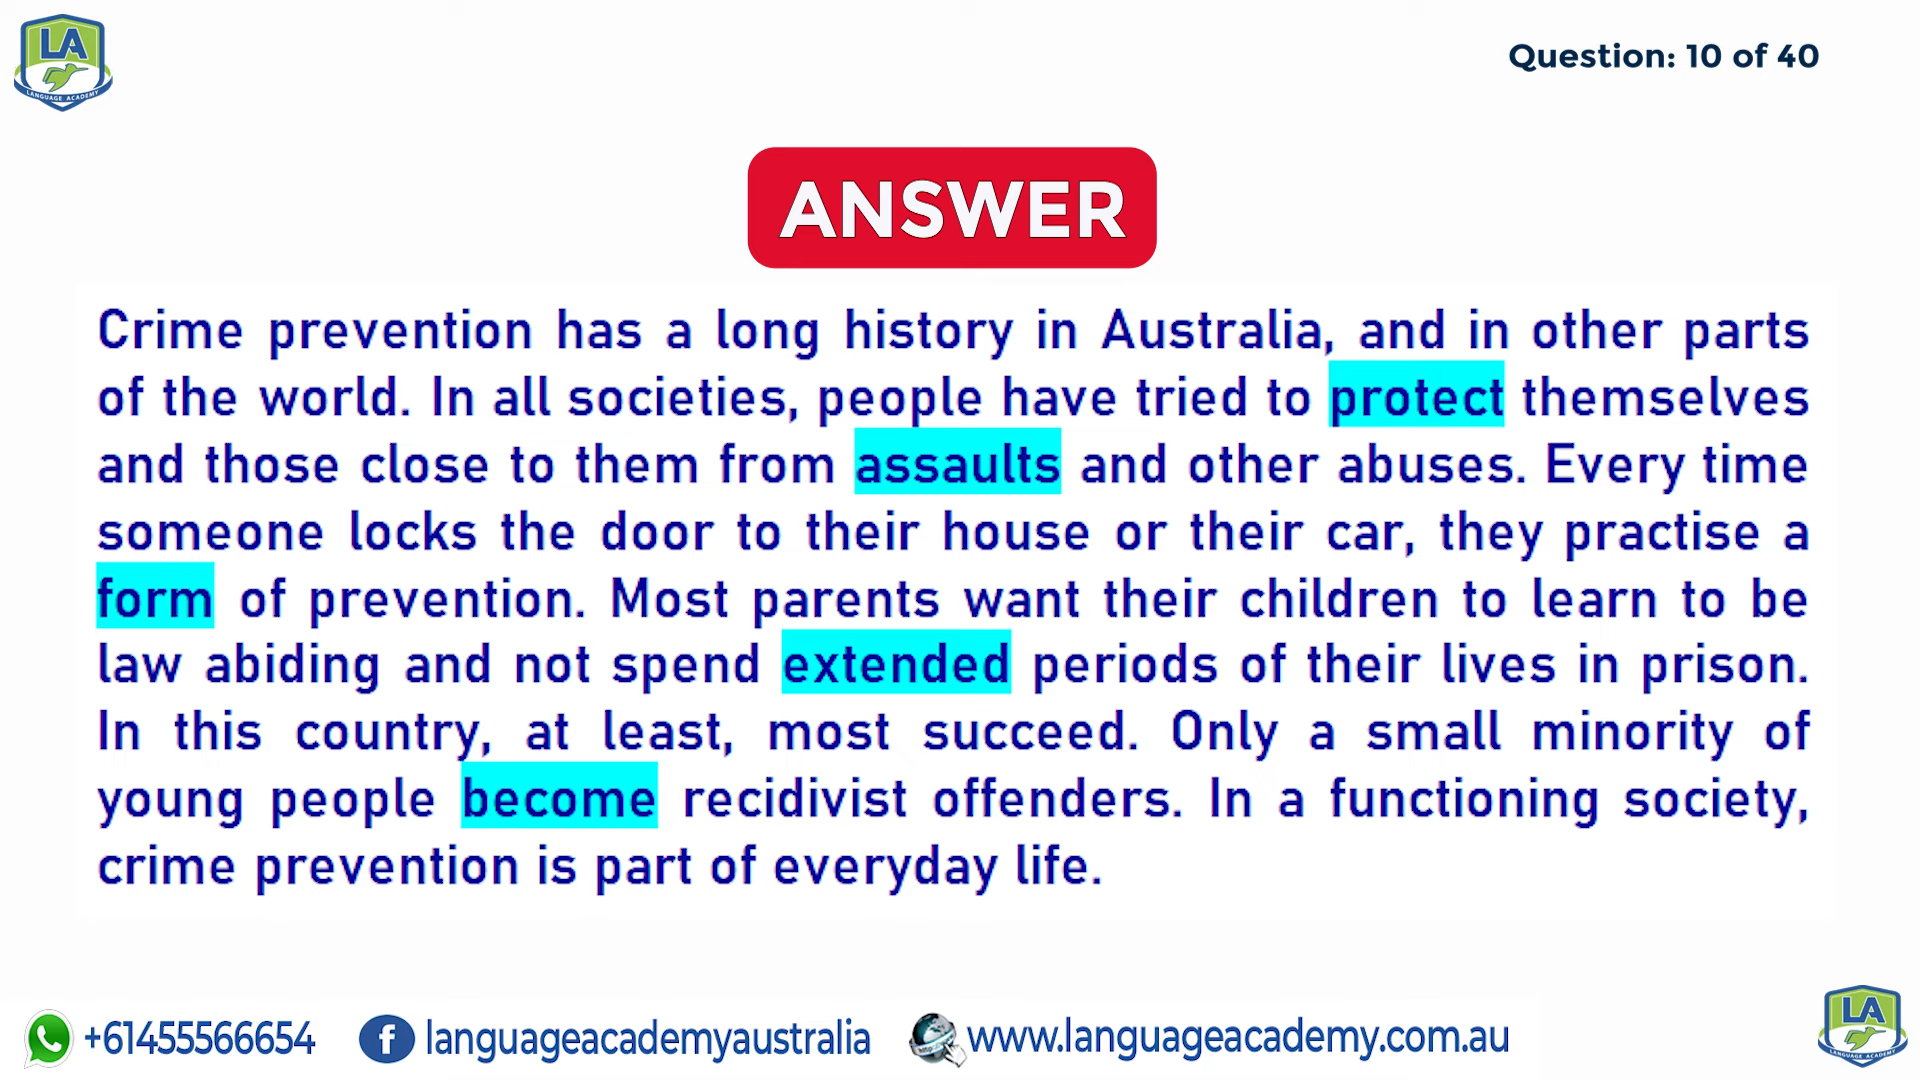 LA
LANGUAGE ACADEMY
Question: 10 of 40
ANSWER
Crime prevention has a long history in Australia, and in other parts
of the world. In all societies, people have tried to protect themselves
and those close to them from assaults and other abuses. Every time
someone locks the door to their house or their car, they practise a
form of prevention. Most parents want their children to learn to be
law abiding and not spend extended periods of their lives in prison.
In this country, at least, most succeed. Only a small minority of
young people become recidivist offenders. In a functioning society,
crime prevention is part of everyday life.
+61455566654
f
languageacademyaustralia
www.languageacademy.com.au
LA
LANGUAGE ACADEMY